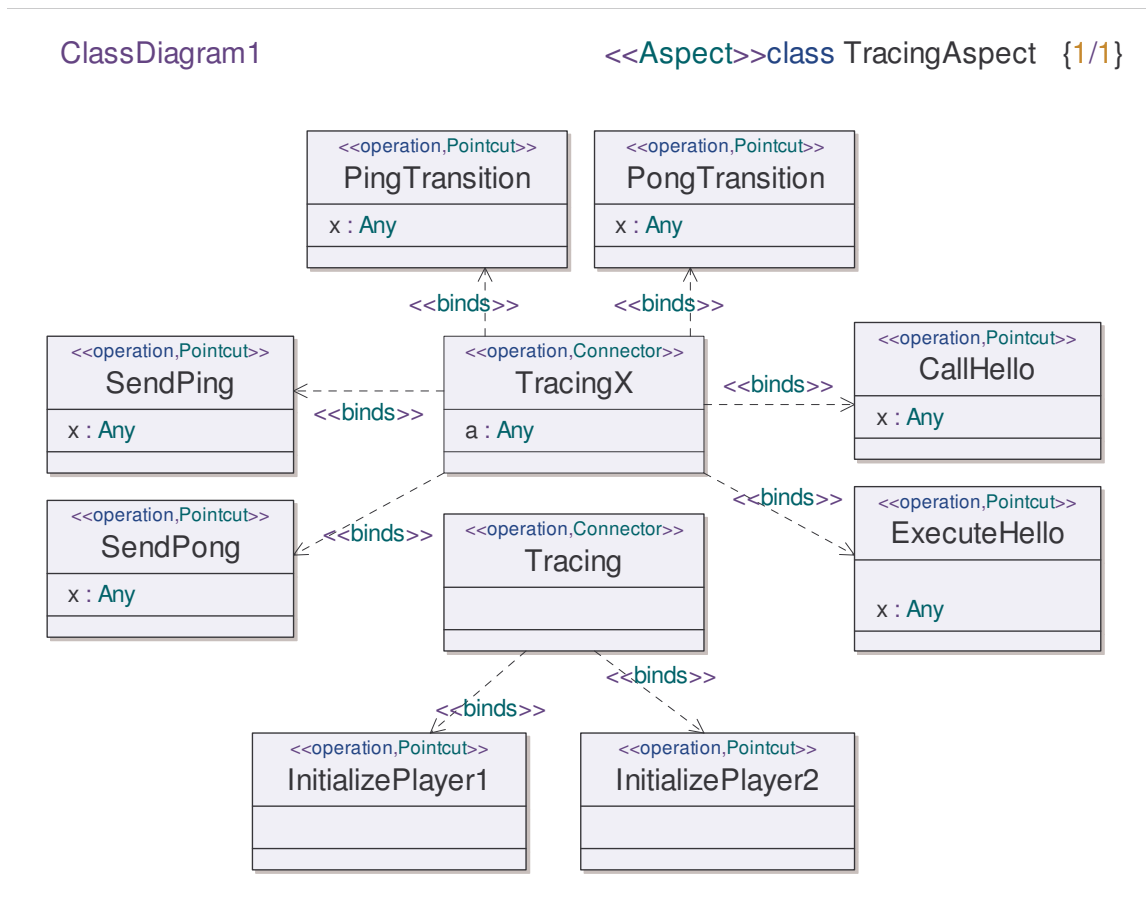 ClassDiagram1
<<Aspect>>class TracingAspect {1/1}
<<operation,Pointcut>>
PingTransition
x : Any
<<operation,Pointcut>>
PongTransition
x : Any
<<binds>>
<<binds>>
<<operation,Pointcut>>
SendPing
x : Any
<<binds>>
<<operation,Connector>>
TracingX
a : Any
<<binds>>
<<operation,Pointcut>>
CallHello
x : Any
<<operation,Pointcut>>
SendPong
x : Any
<<binds>>
<<operation,Connector>>
Tracing
<<binds>>
<<operation,Pointcut>>
ExecuteHello
x : Any
<<binds>>
<<binds>>
<<operation,Pointcut>>
InitializePlayer1
<<operation,Pointcut>>
InitializePlayer2